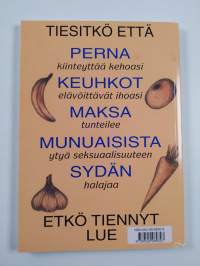 TIESITKÖ ETTÄ
PERNA
kiinteyttää kehoasi
KEUHKOT
elävöittävät ihoasi
MAKSA
tunteilee
MUNUAISISTA
ytyä seksuaalisuuteen
SYDÄN
halajaa
ETKÖ TIENNYT
LUE